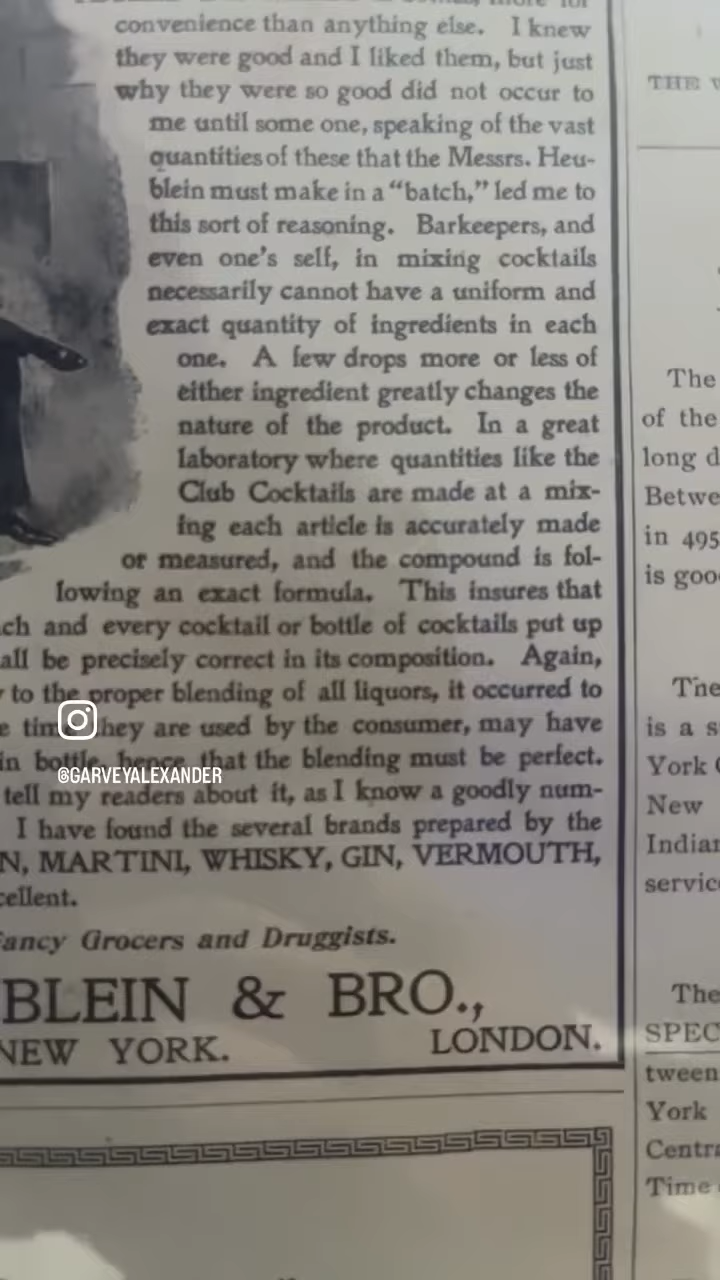 convenience than anything else. I knew
they were good and I liked them, but just
why they were so good did not occur to
me until some one, speaking of the vast
quantities of these that the Messrs. Heu-
blein must make in a “batch,” led me to
this sort of reasoning. Barkeepers, and
even one’s self, in mixing cocktails
necessarily cannot have a uniform and
exact quantity of ingredients in each
one. A few drops more or less of
either ingredient greatly changes the
nature of the product. In a great
laboratory where quantities like the
Club Cocktails are made at a mix-
ing each article is accurately made
or measured, and the compound is fol-
lowing an exact formula. This insures that
ch and every cocktail or bottle of cocktails put up
all be precisely correct in its composition. Again,
to the proper blending of all liquors, it occurred to
they are used by the consumer, may have
in bottle, hence that the blending must be perfect.
tell my readers about it, as I know a goodly num-
I have found the several brands prepared by the
N, MARTINI, WHISKY, GIN, VERMOUTH,
cellent.
Fancy Grocers and Druggists.
BLEIN & BRO.,
NEW YORK. LONDON.
@GARVEYALEXANDER
THE
The
of the
long d
Betwe
in 495
is goo
The
is a s
York
New
Indian
service
The
SPEC
tween
York
Centra
Time